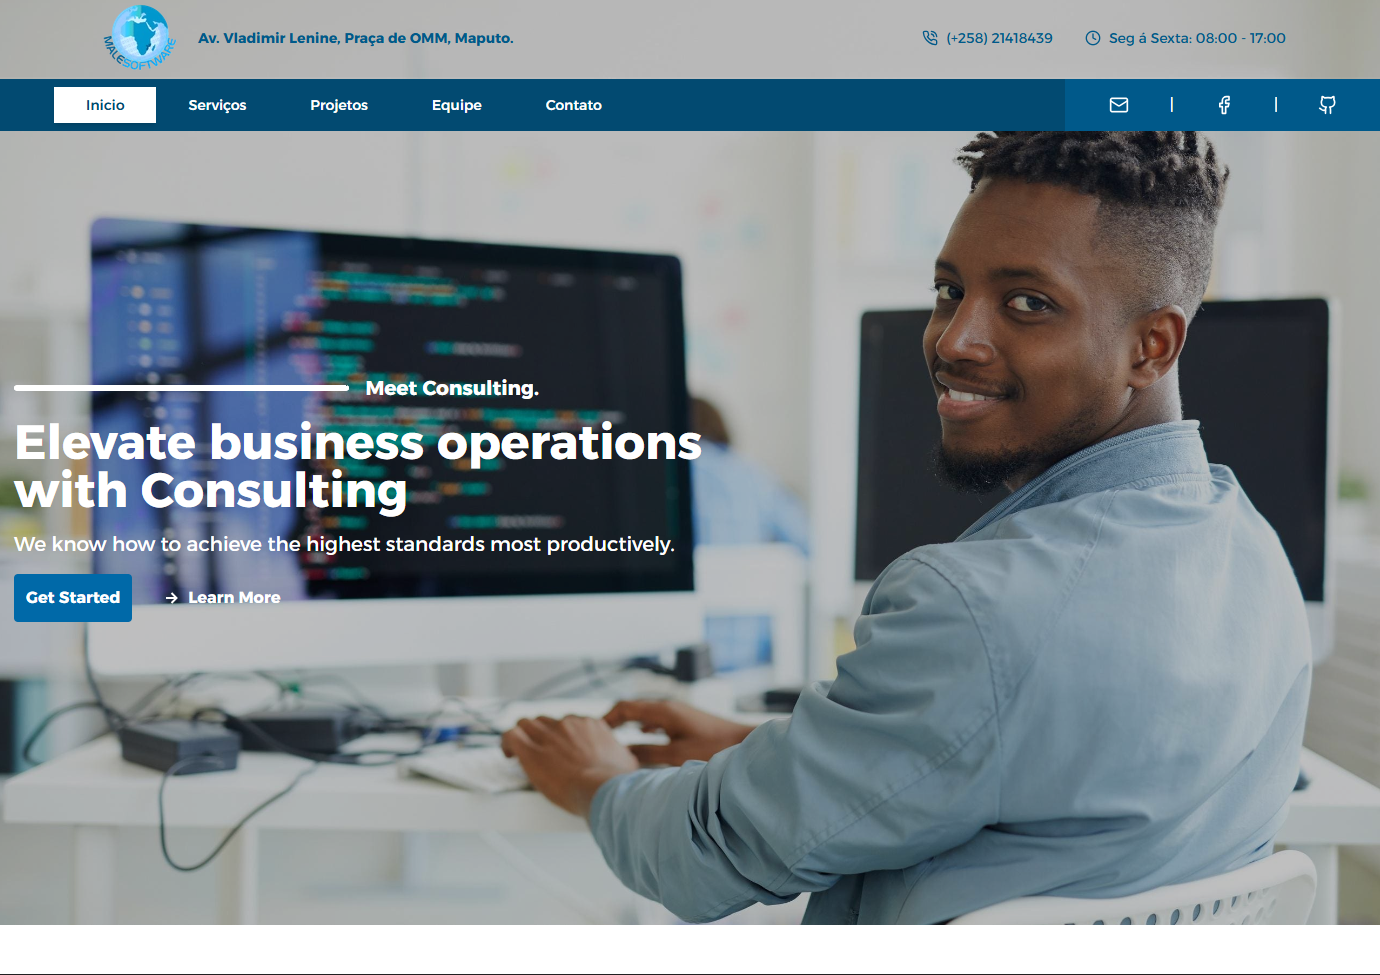 MALESOFTWARE
Av. Vladimir Lenine, Praça de OMM, Maputo.
(+258) 21418439
Seg á Sexta: 08:00 - 17:00
Inicio
Serviços
Projetos
Equipe
Contato
Meet Consulting.
Elevate business operations
with Consulting
We know how to achieve the highest standards most productively.
Get Started
Learn More